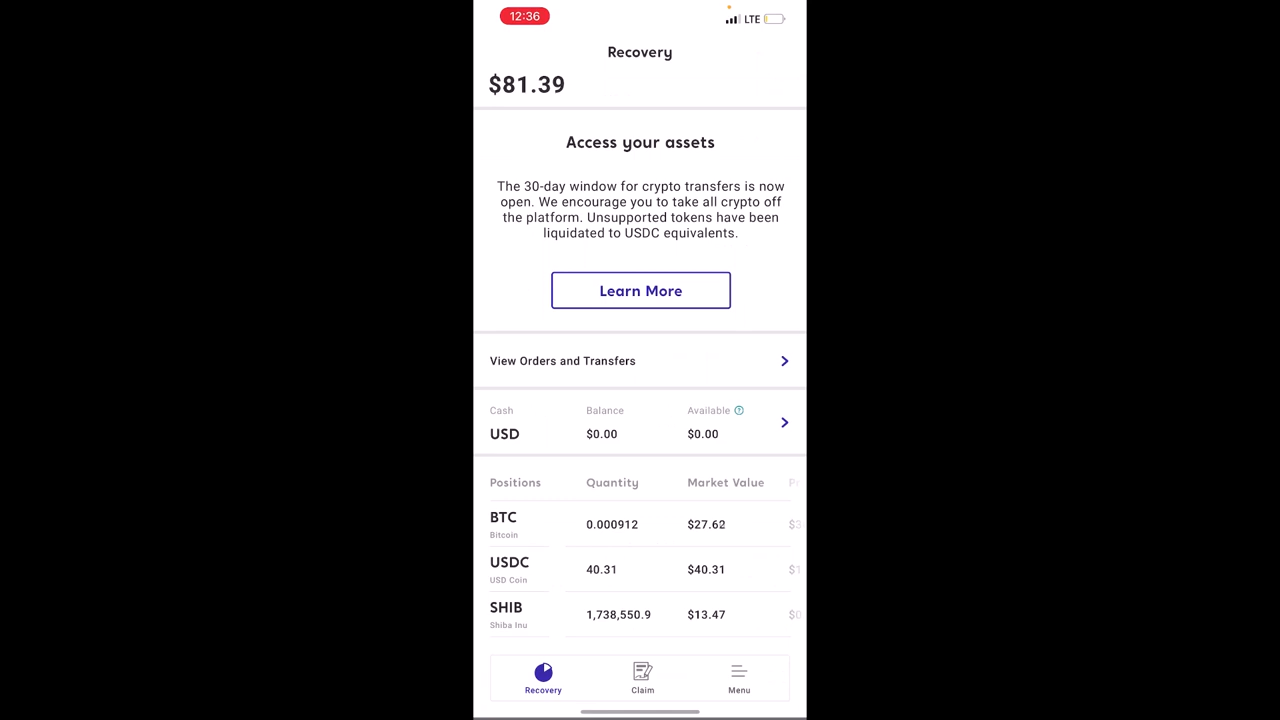 12:36
LTE
Recovery
$81.39
Access your assets
The 30-day window for crypto transfers is now
open. We encourage you to take all crypto off
the platform. Unsupported tokens have been
liquidated to USDC equivalents.
Learn More
View Orders and Transfers
Cash Balance Available ?
USD $0.00 $0.00
Positions Quantity Market Value
BTC 0.000912 $27.62
Bitcoin
USDC 40.31 $40.31
USD Coin
SHIB 1,738,550.9 $13.47
Shiba Inu
Recovery Claim Menu